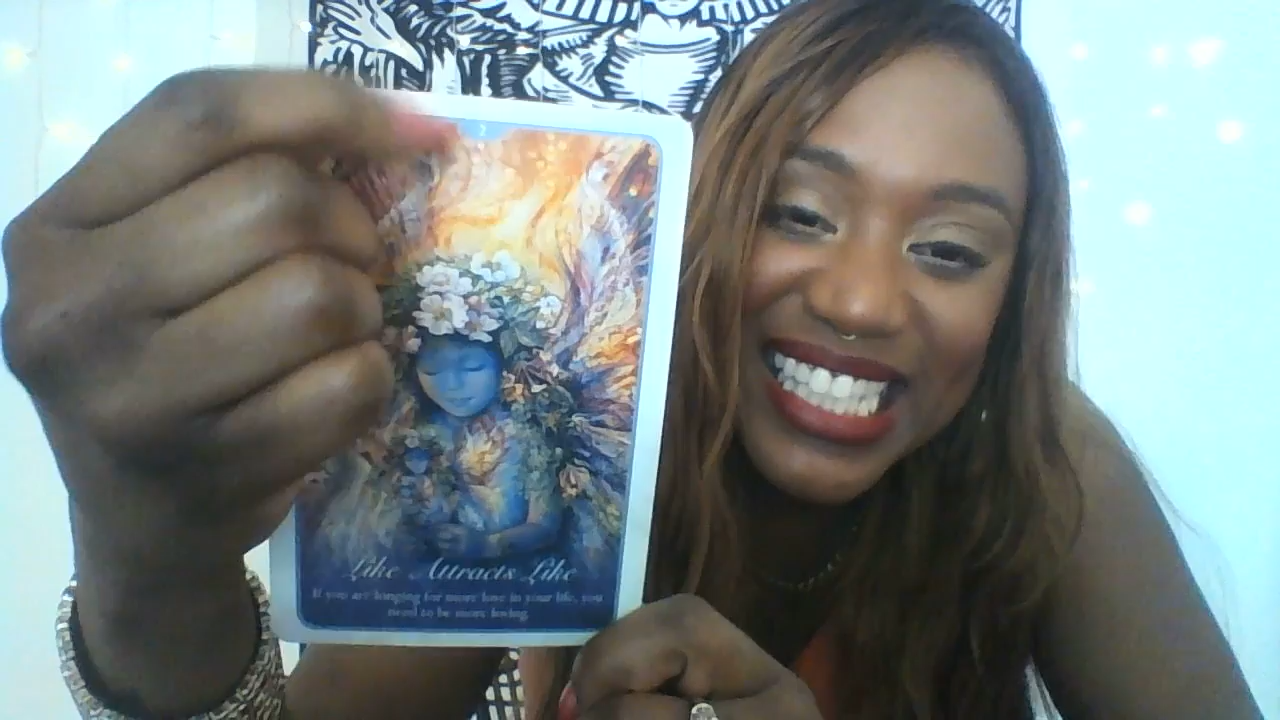 2
Like Attracts Like
If you are longing for more love in your life, you
need to be more loving.